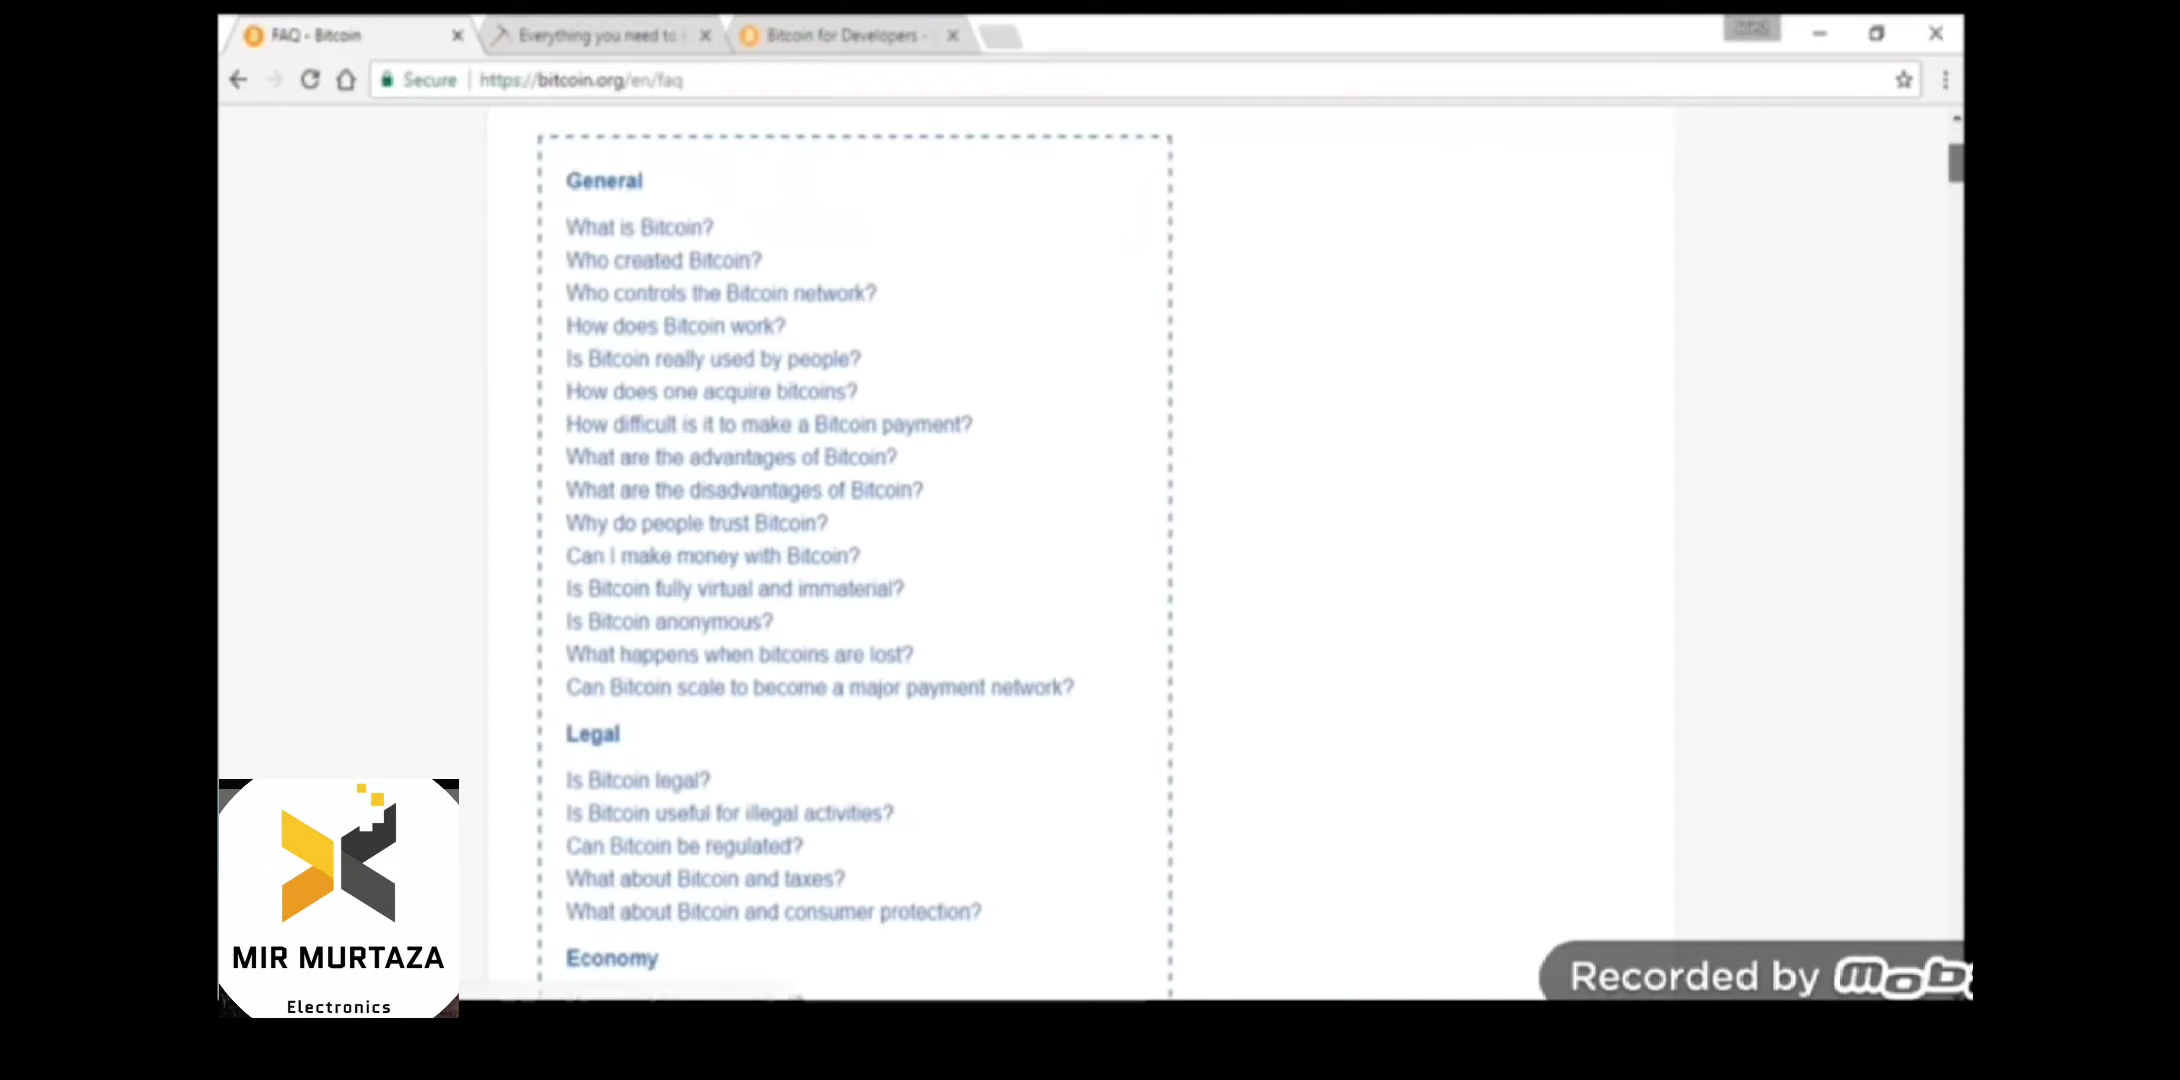 FAQ - Bitcoin
Everything you need to
Bitcoin for Developers -
Secure
https://bitcoin.org/en/faq
General
What is Bitcoin?
Who created Bitcoin?
Who controls the Bitcoin network?
How does Bitcoin work?
Is Bitcoin really used by people?
How does one acquire bitcoins?
How difficult is it to make a Bitcoin payment?
What are the advantages of Bitcoin?
What are the disadvantages of Bitcoin?
Why do people trust Bitcoin?
Can I make money with Bitcoin?
Is Bitcoin fully virtual and immaterial?
Is Bitcoin anonymous?
What happens when bitcoins are lost?
Can Bitcoin scale to become a major payment network?
Legal
Is Bitcoin legal?
Is Bitcoin useful for illegal activities?
Can Bitcoin be regulated?
What about Bitcoin and taxes?
What about Bitcoin and consumer protection?
Economy
MIR MURTAZA
Electronics
Recorded by